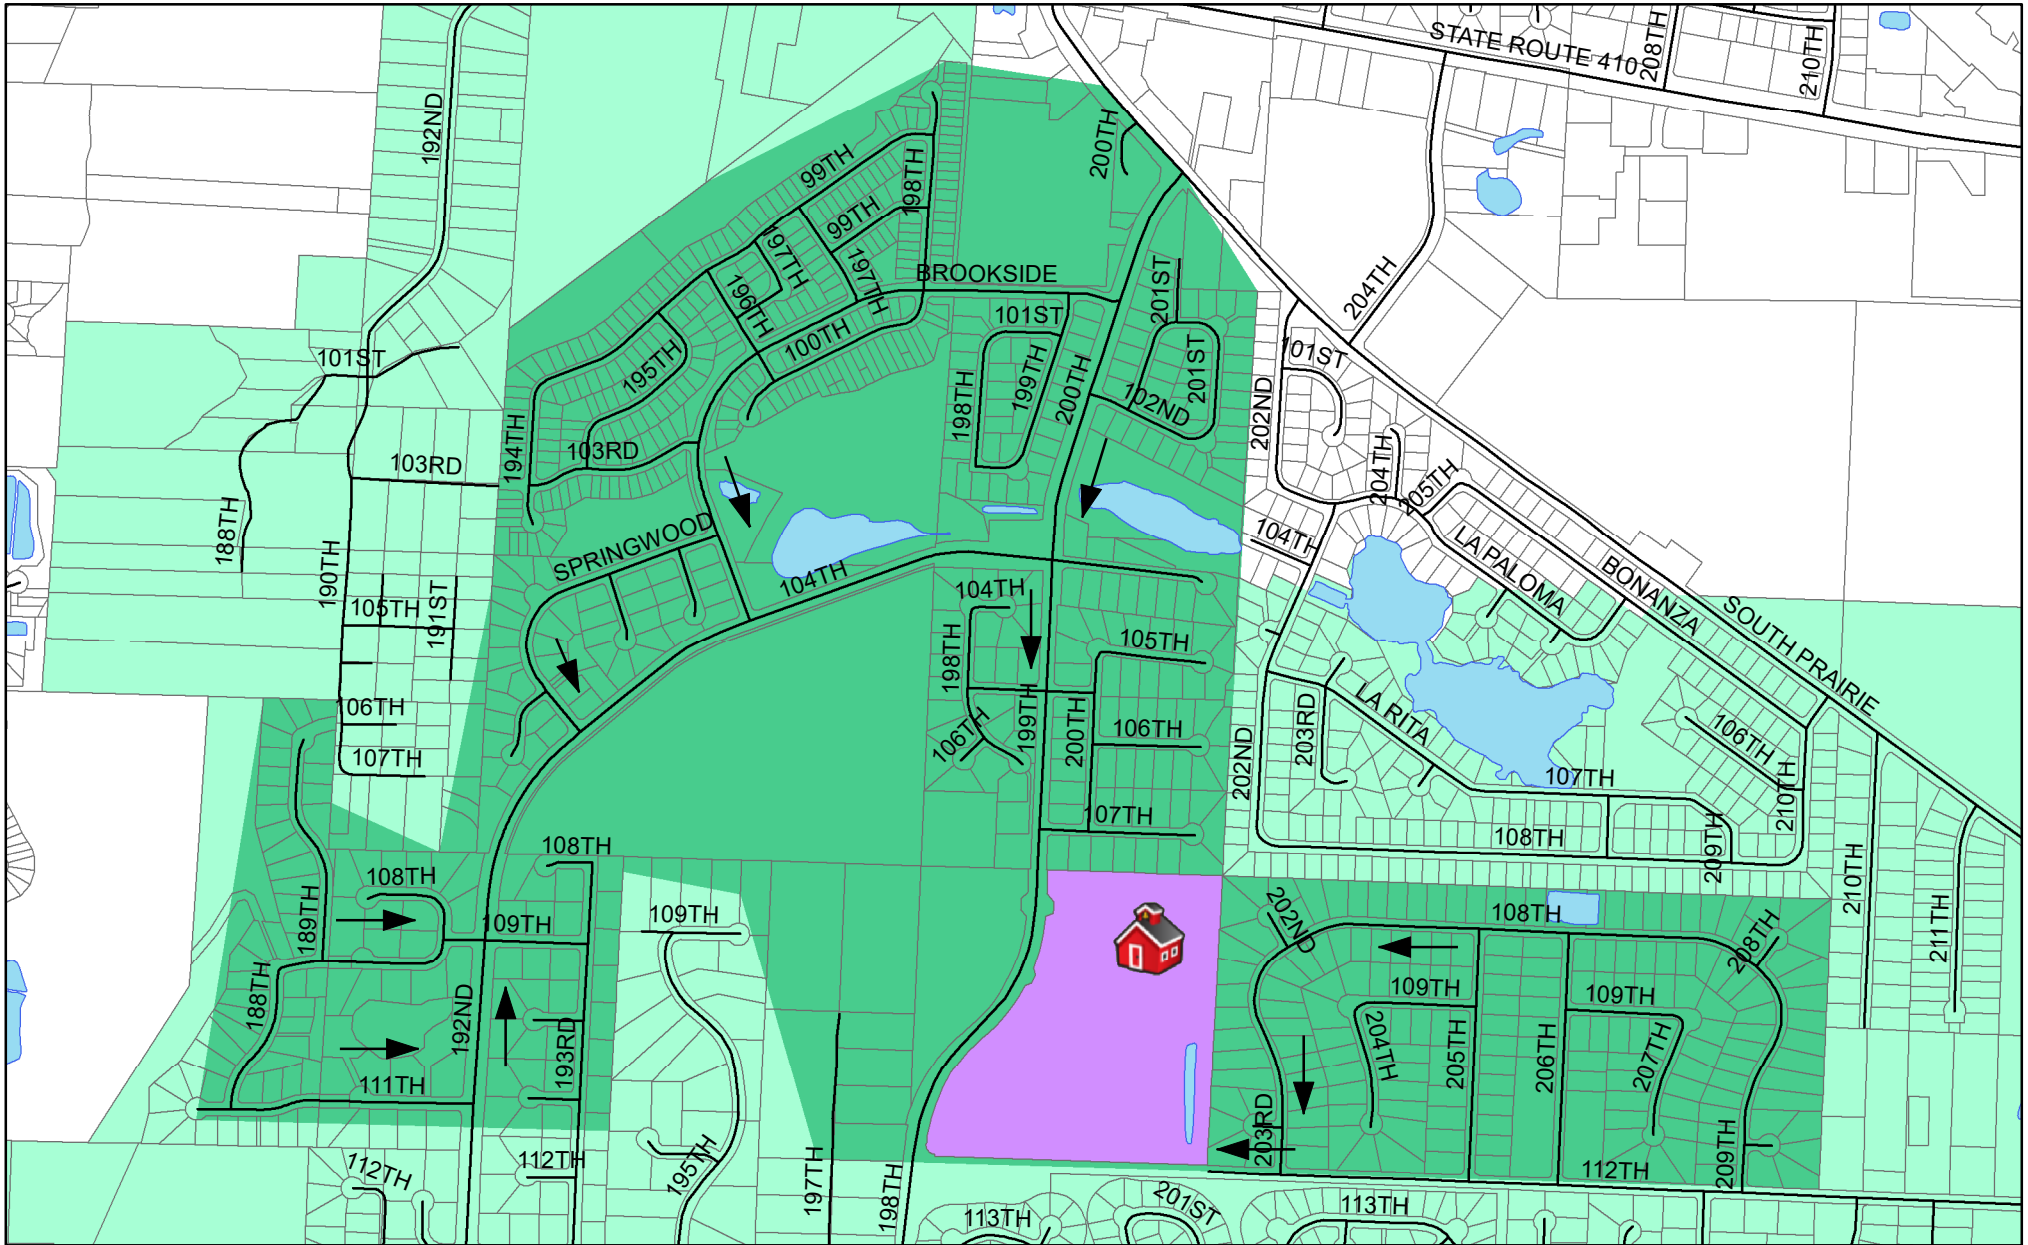 STATE ROUTE 410
208TH
210TH
192ND
200TH
99TH
198TH
99TH
197TH
197TH
BROOKSIDE
196TH
201ST
204TH
101ST
100TH
101ST
195TH
199TH
198TH
200TH
201ST
102ND
101ST
202ND
194TH
103RD
103RD
204TH
205TH
188TH
190TH
SPRINGWOOD
104TH
104TH
LA PALOMA
BONANZA
SOUTH PRAIRIE
105TH
191ST
104TH
198TH
105TH
106TH
199TH
200TH
106TH
202ND
203RD
LA RITA
106TH
107TH
106TH
107TH
210TH
107TH
108TH
209TH
108TH
108TH
189TH
109TH
109TH
202ND
108TH
208TH
210TH
211TH
188TH
192ND
193RD
111TH
109TH
204TH
205TH
206TH
109TH
207TH
203RD
209TH
112TH
112TH
112TH
195TH
197TH
198TH
113TH
201ST
113TH